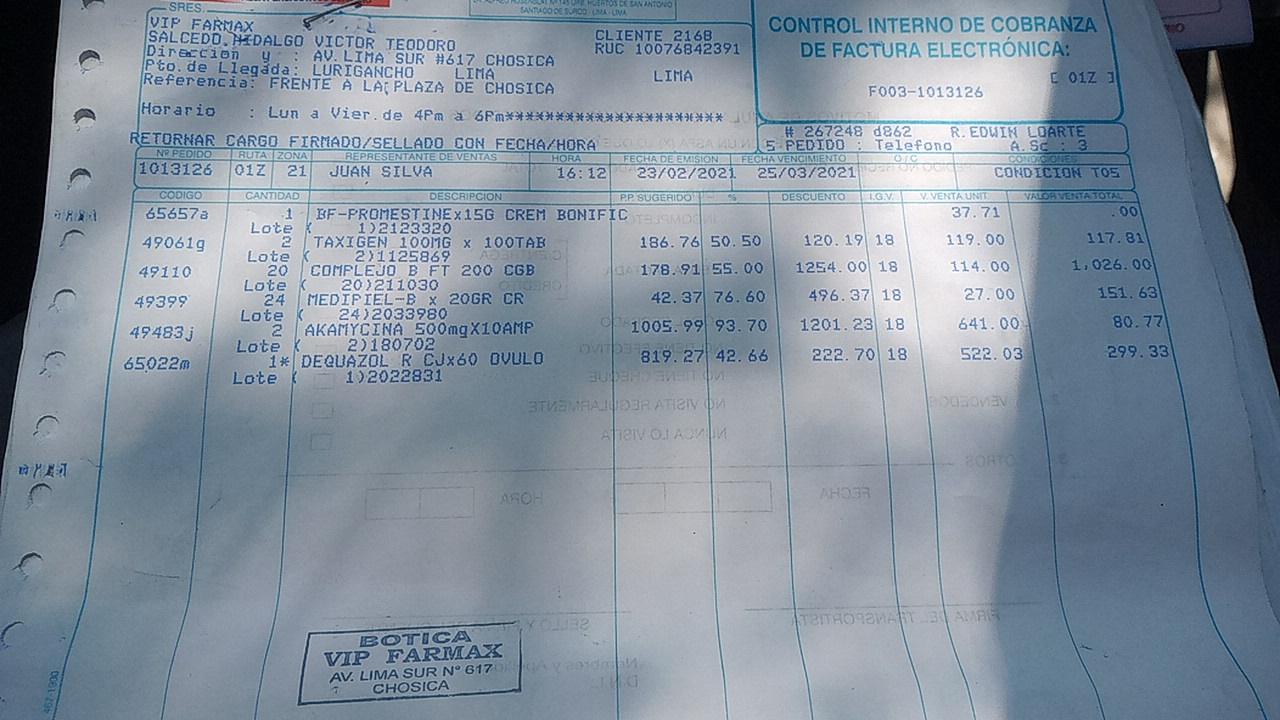 SANTIAGO DE SURCO - LIMA - LIMA
SRES.
VIP FARMAX
SALCEDO HIDALGO VICTOR TEODORO
CLIENTE 2168
RUC 10076842391
Dirección y : AV.LIMA SUR #617 CHOSICA
Pto.de Llegada: LURIGANCHO LIMA LIMA
Referencia: FRENTE A LA PLAZA DE CHOSICA
Horario : Lun a Vier.de 4Pm a 6Pm***********************
CONTROL INTERNO DE COBRANZA
DE FACTURA ELECTRÓNICA:
[ 01Z ]
F003-1013126
RETORNAR CARGO FIRMADO/SELLADO CON FECHA/HORA
# 267248 d862 R.EDWIN LOARTE
S PEDIDO : Telefono A.Sc : 3
Nº PEDIDO RUTA ZONA REPRESENTANTE DE VENTAS HORA FECHA DE EMISION FECHA VENCIMIENTO O / C CONDICIONES
1013126 01Z 21 JUAN SILVA 16:12 23/02/2021 25/03/2021 CONDICION T05
CODIGO CANTIDAD DESCRIPCION P.P. SUGERIDO % DESCUENTO I.G.V. V. VENTA UNIT. VALOR VENTA TOTAL
65657a 1 BF-PROMESTINEx15G CREM BONIFIC 37.71 .00
Lote ( 1)2123320
49061g 2 TAXIGEN 100MG x 100TAB 186.76 50.50 120.19 18 119.00 117.81
Lote ( 2)1125869
49110 20 COMPLEJO B FT 200 CGB 178.91 55.00 1254.00 18 114.00 1,026.00
Lote ( 20)211030
49399 24 MEDIPIEL-B x 20GR CR 42.37 76.60 496.37 18 27.00 151.63
Lote ( 24)2033980
49483j 2 AKAMYCINA 500mgX10AMP 1005.99 93.70 1201.23 18 641.00 80.77
Lote ( 2)180702
65022m 1* DEQUAZOL R CJx60 OVULO 819.27 42.66 222.70 18 522.03 299.33
Lote ( 1)2022831
BOTICA
VIP FARMAX
AV. LIMA SUR Nº 617
CHOSICA